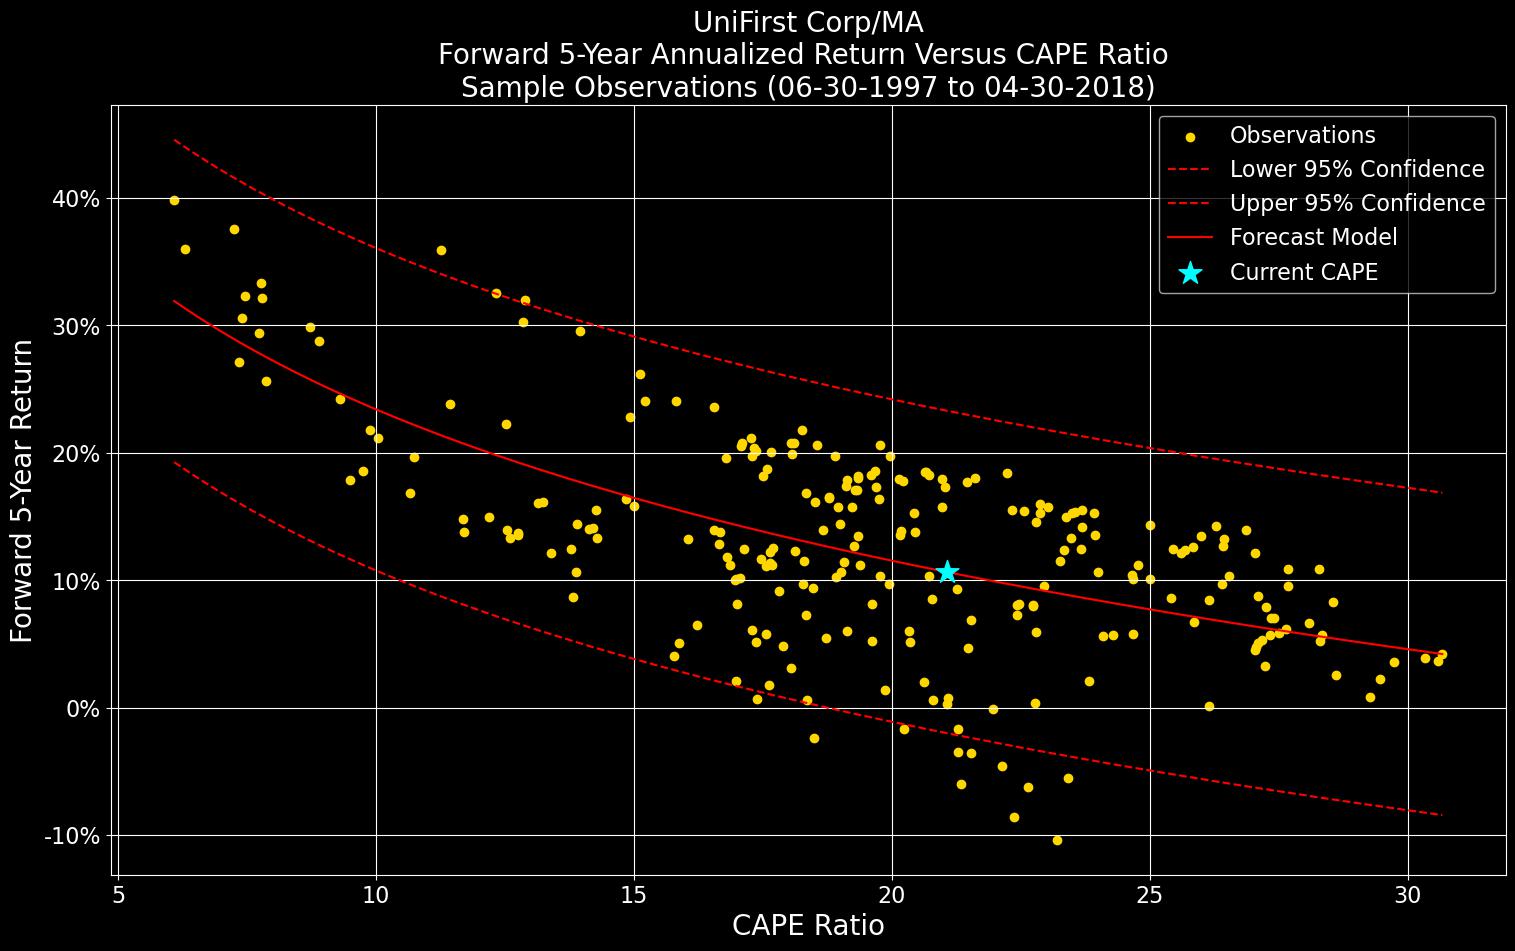 UniFirst Corp/MA
Forward 5-Year Annualized Return Versus CAPE Ratio
Sample Observations (06-30-1997 to 04-30-2018)
Observations
Lower 95% Confidence
Upper 95% Confidence
Forecast Model
Current CAPE
Forward 5-Year Return
40%
30%
20%
10%
0%
-10%
5
10
15
20
25
30
CAPE Ratio